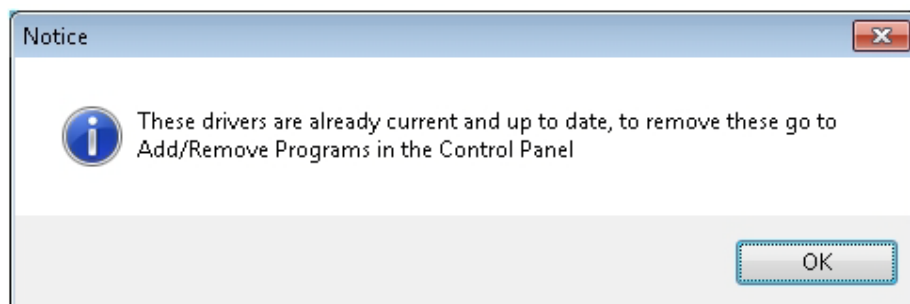 Notice
These drivers are already current and up to date, to remove these go to
Add/Remove Programs in the Control Panel
OK